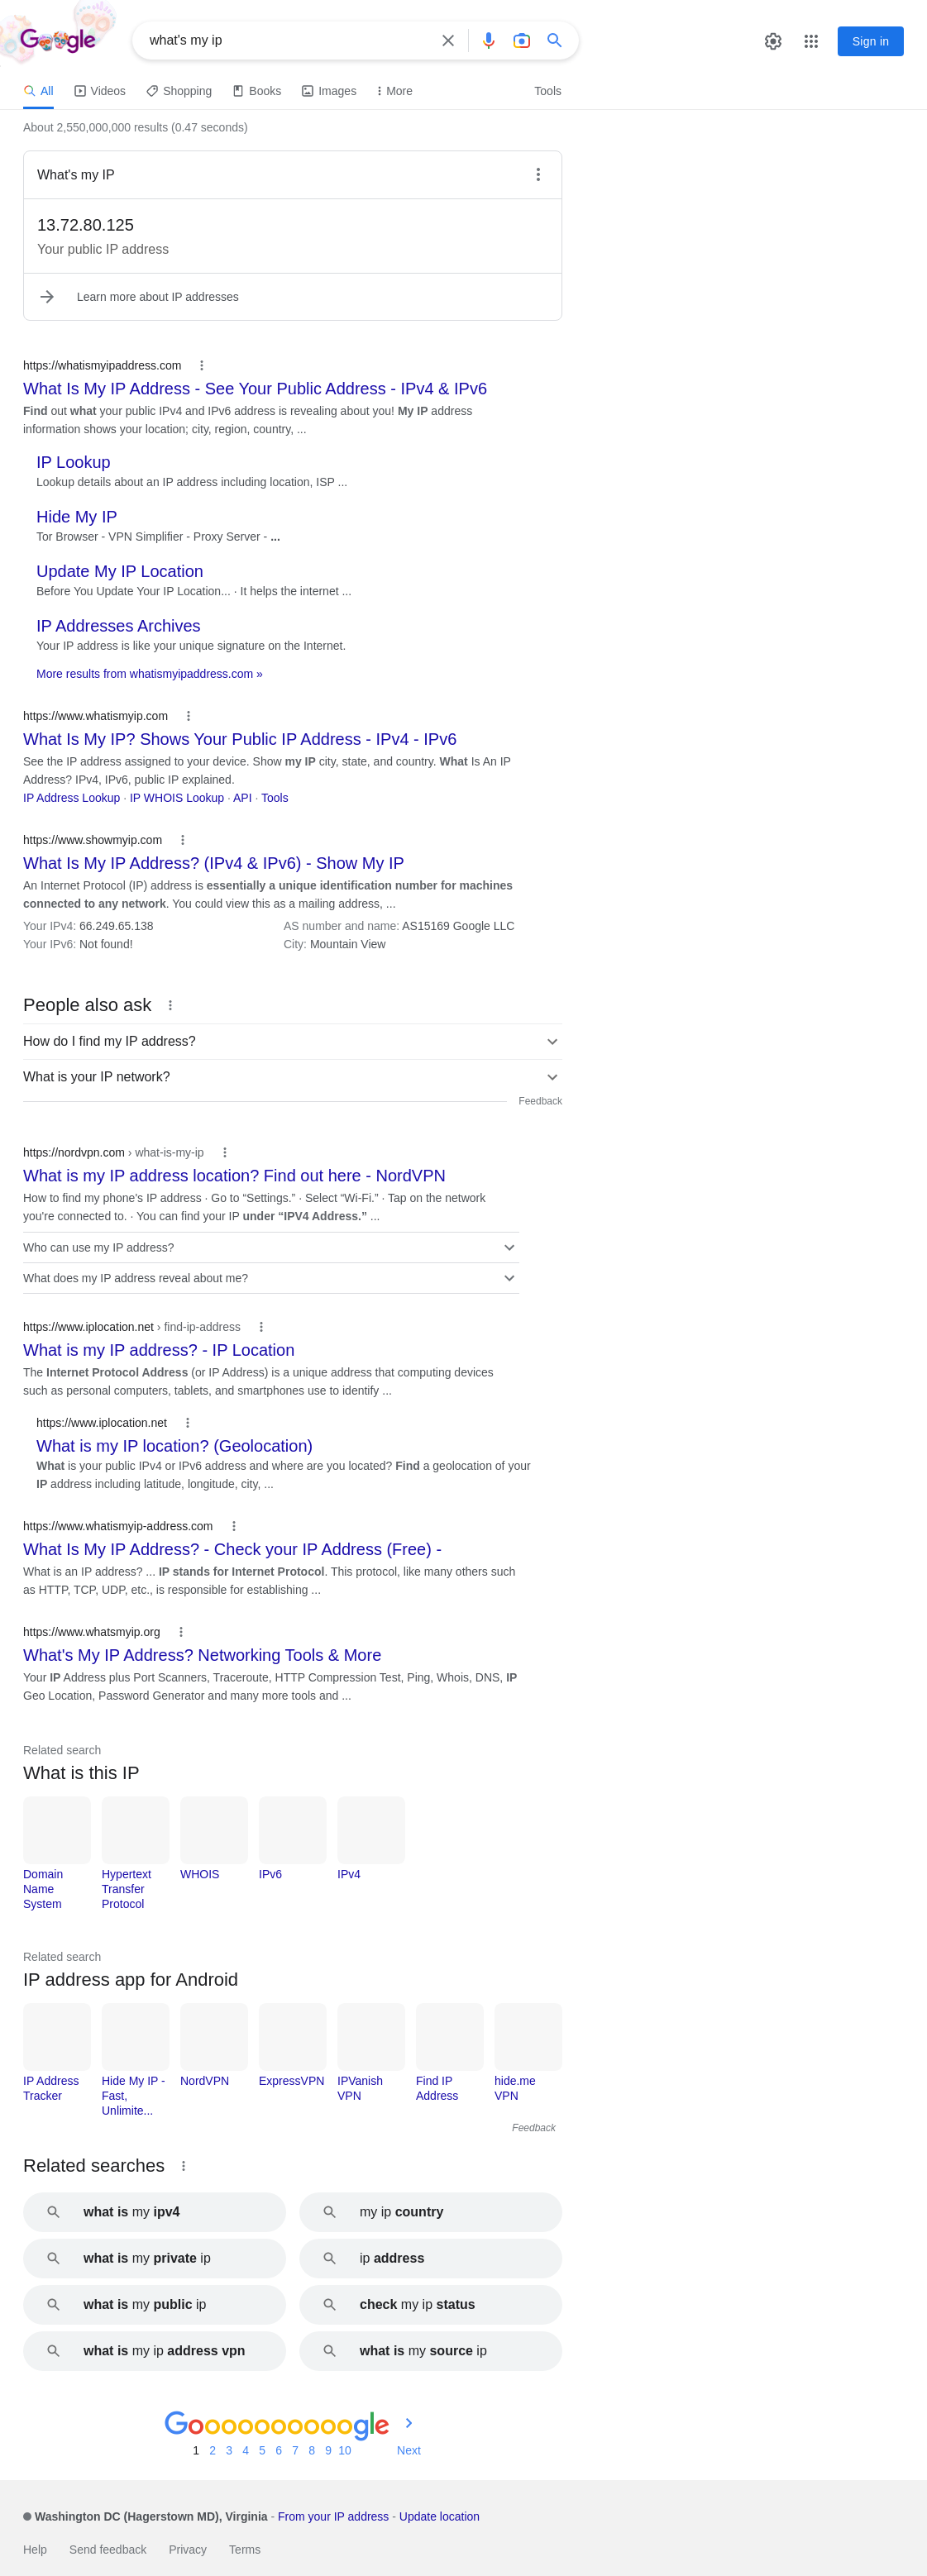 Google
what's my ip
Sign in
All
Videos
Shopping
Books
Images
More
Tools
About 2,550,000,000 results (0.47 seconds)
What's my IP
13.72.80.125
Your public IP address
Learn more about IP addresses
https://whatismyipaddress.com
What Is My IP Address - See Your Public Address - IPv4 & IPv6
Find out what your public IPv4 and IPv6 address is revealing about you! My IP address
information shows your location; city, region, country, ...
IP Lookup
Lookup details about an IP address including location, ISP ...
Hide My IP
Tor Browser - VPN Simplifier - Proxy Server - ...
Update My IP Location
Before You Update Your IP Location... · It helps the internet ...
IP Addresses Archives
Your IP address is like your unique signature on the Internet.
More results from whatismyipaddress.com »
https://www.whatismyip.com
What Is My IP? Shows Your Public IP Address - IPv4 - IPv6
See the IP address assigned to your device. Show my IP city, state, and country. What Is An IP
Address? IPv4, IPv6, public IP explained.
IP Address Lookup · IP WHOIS Lookup · API · Tools
https://www.showmyip.com
What Is My IP Address? (IPv4 & IPv6) - Show My IP
An Internet Protocol (IP) address is essentially a unique identification number for machines
connected to any network. You could view this as a mailing address, ...
Your IPv4: 66.249.65.138
AS number and name: AS15169 Google LLC
Your IPv6: Not found!
City: Mountain View
People also ask
How do I find my IP address?
What is your IP network?
Feedback
https://nordvpn.com › what-is-my-ip
What is my IP address location? Find out here - NordVPN
How to find my phone's IP address · Go to “Settings.” · Select “Wi-Fi.” · Tap on the network
you're connected to. · You can find your IP under “IPV4 Address.” ...
Who can use my IP address?
What does my IP address reveal about me?
https://www.iplocation.net › find-ip-address
What is my IP address? - IP Location
The Internet Protocol Address (or IP Address) is a unique address that computing devices
such as personal computers, tablets, and smartphones use to identify ...
https://www.iplocation.net
What is my IP location? (Geolocation)
What is your public IPv4 or IPv6 address and where are you located? Find a geolocation of your
IP address including latitude, longitude, city, ...
https://www.whatismyip-address.com
What Is My IP Address? - Check your IP Address (Free) -
What is an IP address? ... IP stands for Internet Protocol. This protocol, like many others such
as HTTP, TCP, UDP, etc., is responsible for establishing ...
https://www.whatsmyip.org
What's My IP Address? Networking Tools & More
Your IP Address plus Port Scanners, Traceroute, HTTP Compression Test, Ping, Whois, DNS, IP
Geo Location, Password Generator and many more tools and ...
Related search
What is this IP
Domain
Name
System
Hypertext
Transfer
Protocol
WHOIS
IPv6
IPv4
Related search
IP address app for Android
IP Address
Tracker
Hide My IP -
Fast,
Unlimite...
NordVPN
ExpressVPN
IPVanish
VPN
Find IP
Address
hide.me
VPN
Feedback
Related searches
what is my ipv4
my ip country
what is my private ip
ip address
what is my public ip
check my ip status
what is my ip address vpn
what is my source ip
Goooooooooogle
1 2 3 4 5 6 7 8 9 10 Next
Washington DC (Hagerstown MD), Virginia - From your IP address - Update location
Help
Send feedback
Privacy
Terms